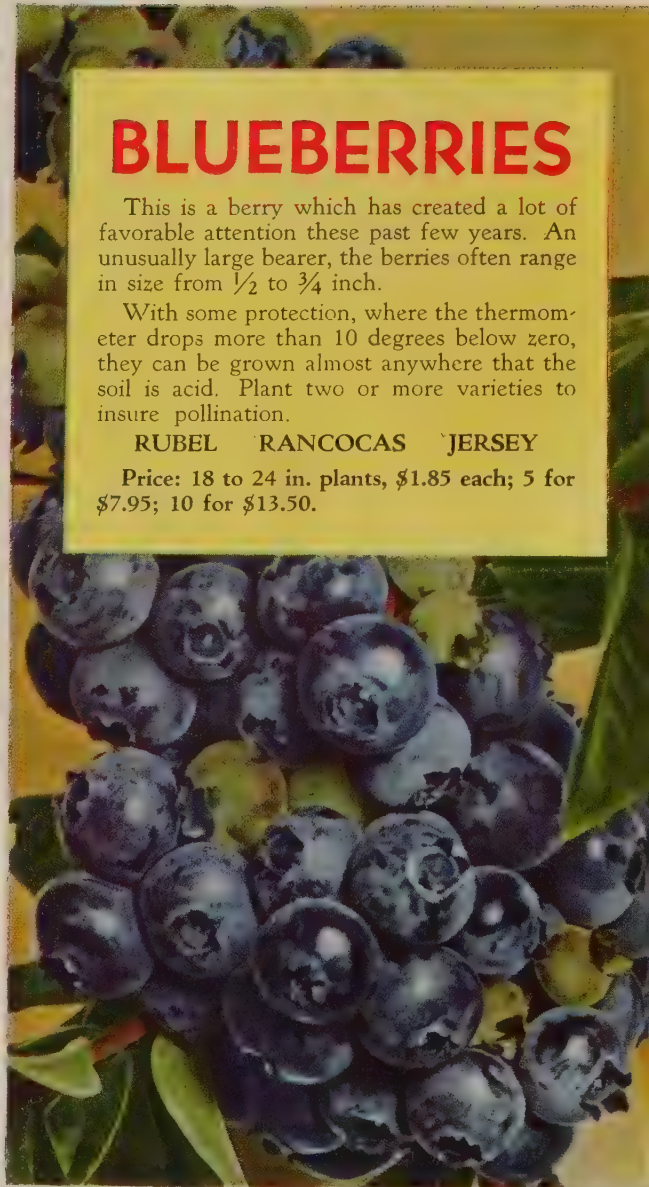 BLUEBERRIES
This is a berry which has created a lot of
favorable attention these past few years. An
unusually large bearer, the berries often range
in size from ½ to ¾ inch.
With some protection, where the thermom-
eter drops more than 10 degrees below zero,
they can be grown almost anywhere that the
soil is acid. Plant two or more varieties to
insure pollination.
RUBEL RANCOCAS JERSEY
Price: 18 to 24 in. plants, $1.85 each; 5 for
$7.95; 10 for $13.50.